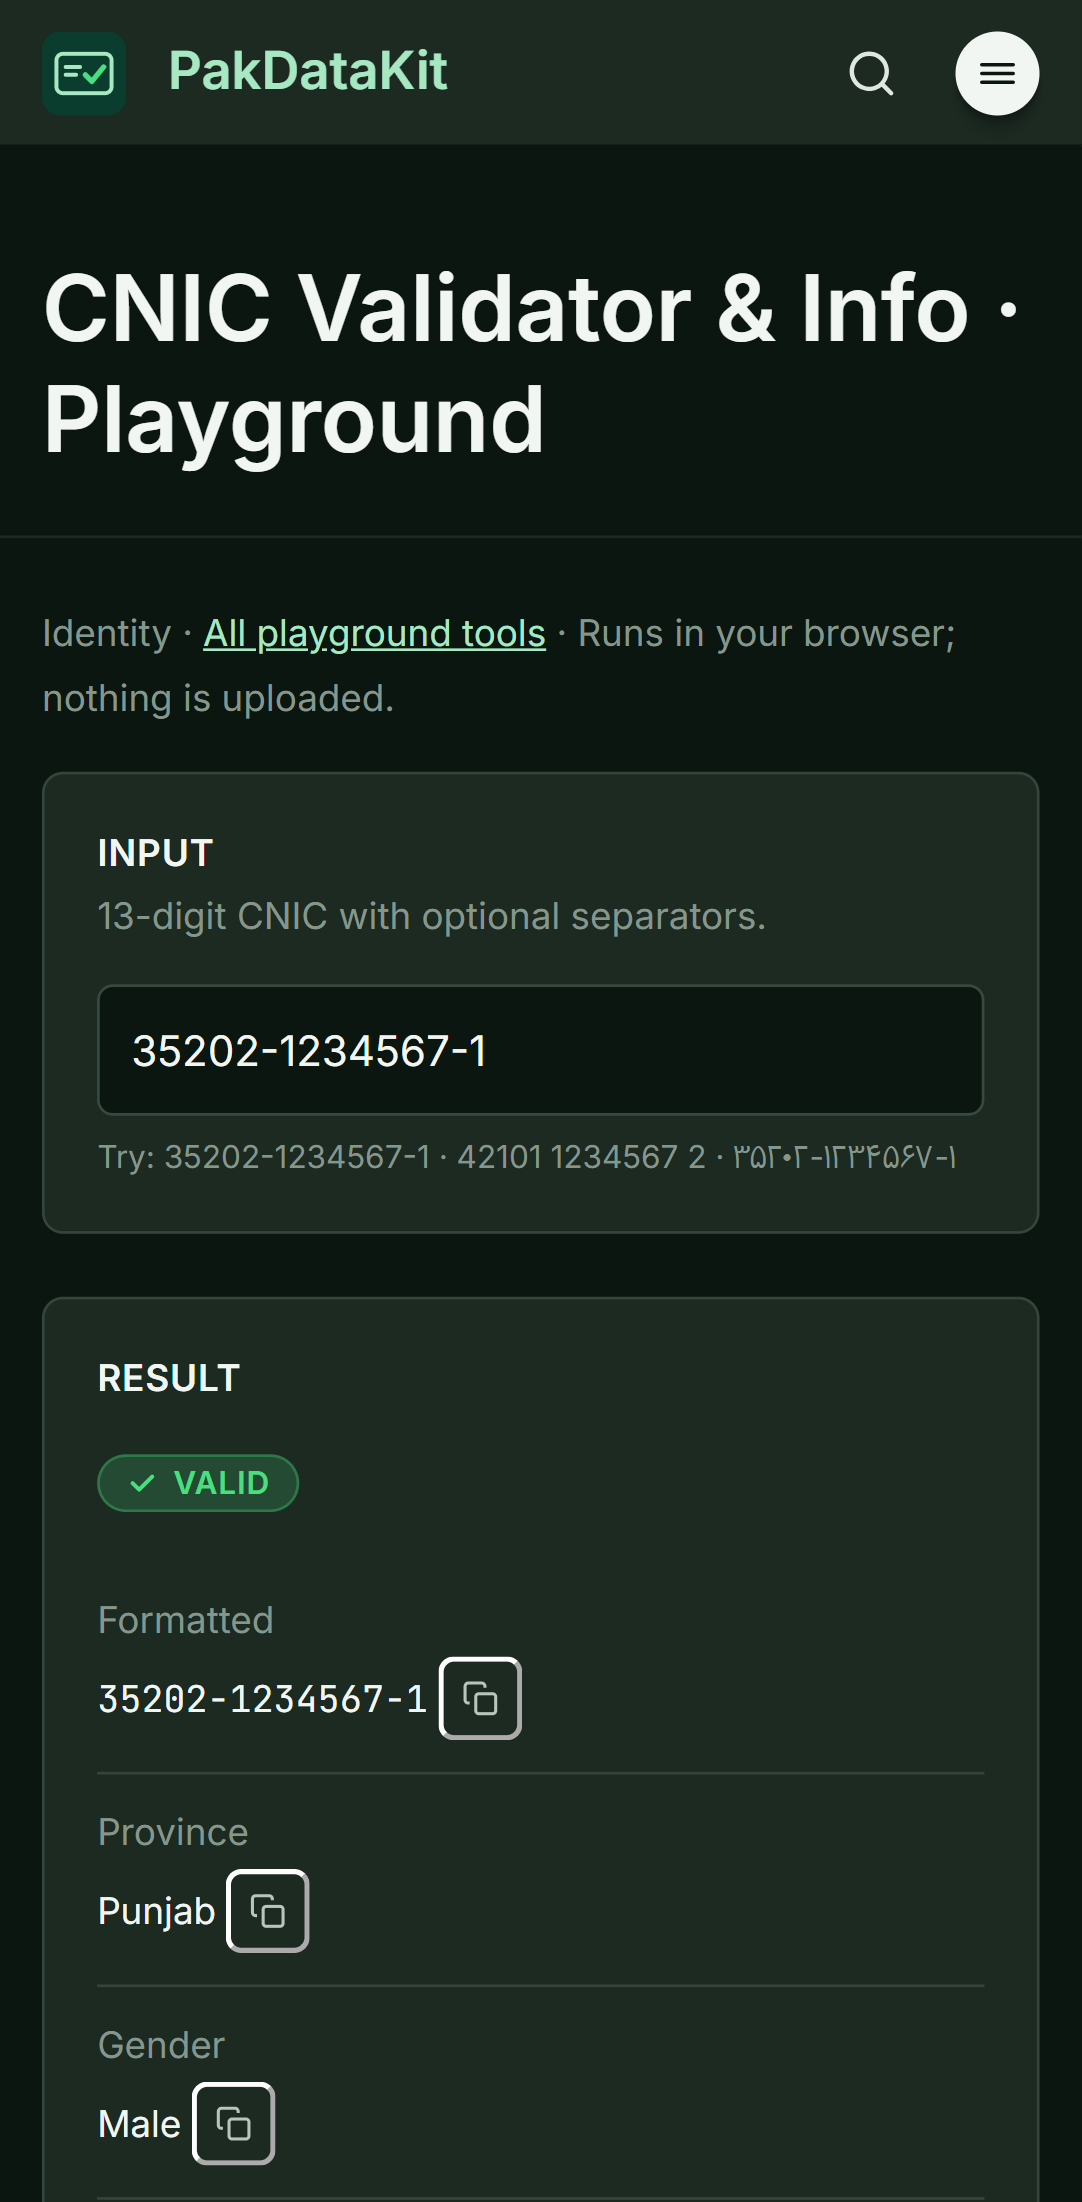 PakDataKit
CNIC Validator & Info ·
Playground
Identity · All playground tools · Runs in your browser;
nothing is uploaded.
INPUT
13-digit CNIC with optional separators.
35202-1234567-1
Try: 35202-1234567-1 · 42101 1234567 2 · ۳۵۲۰۲-۱۲۳۴۵۶۷-۱
RESULT
VALID
Formatted
35202-1234567-1
Province
Punjab
Gender
Male